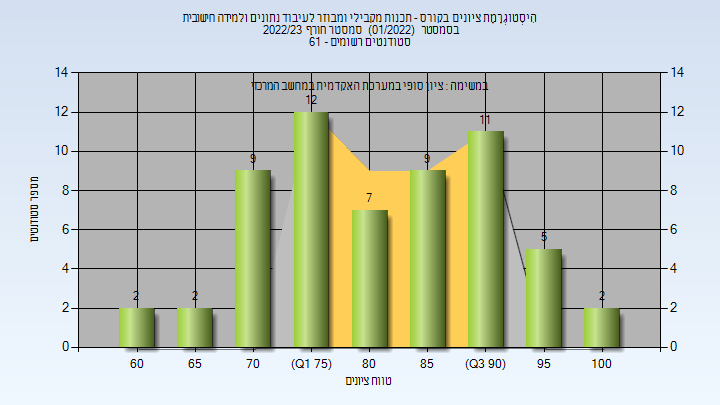 הִיסְטוֹגְרָמַת ציונים בקורס - תכנות מקבילי ומבוזר לעיבוד נתונים ולמידה חישובית
בסמסטר (01/2022) סמסטר חורף 2022/23
סטודנטים רשומים - 61
במשימה : ציון סופי במערכת האקדמית במחשב המרכזי
מספר סטודנטים
14 14
12 12
10 10
8 8
6 6
4 4
2 2
0 0
2 2 9 12 7 9 11 5 2
60 65 70 (Q1 75) 80 85 (Q3 90) 95 100
טווח ציונים